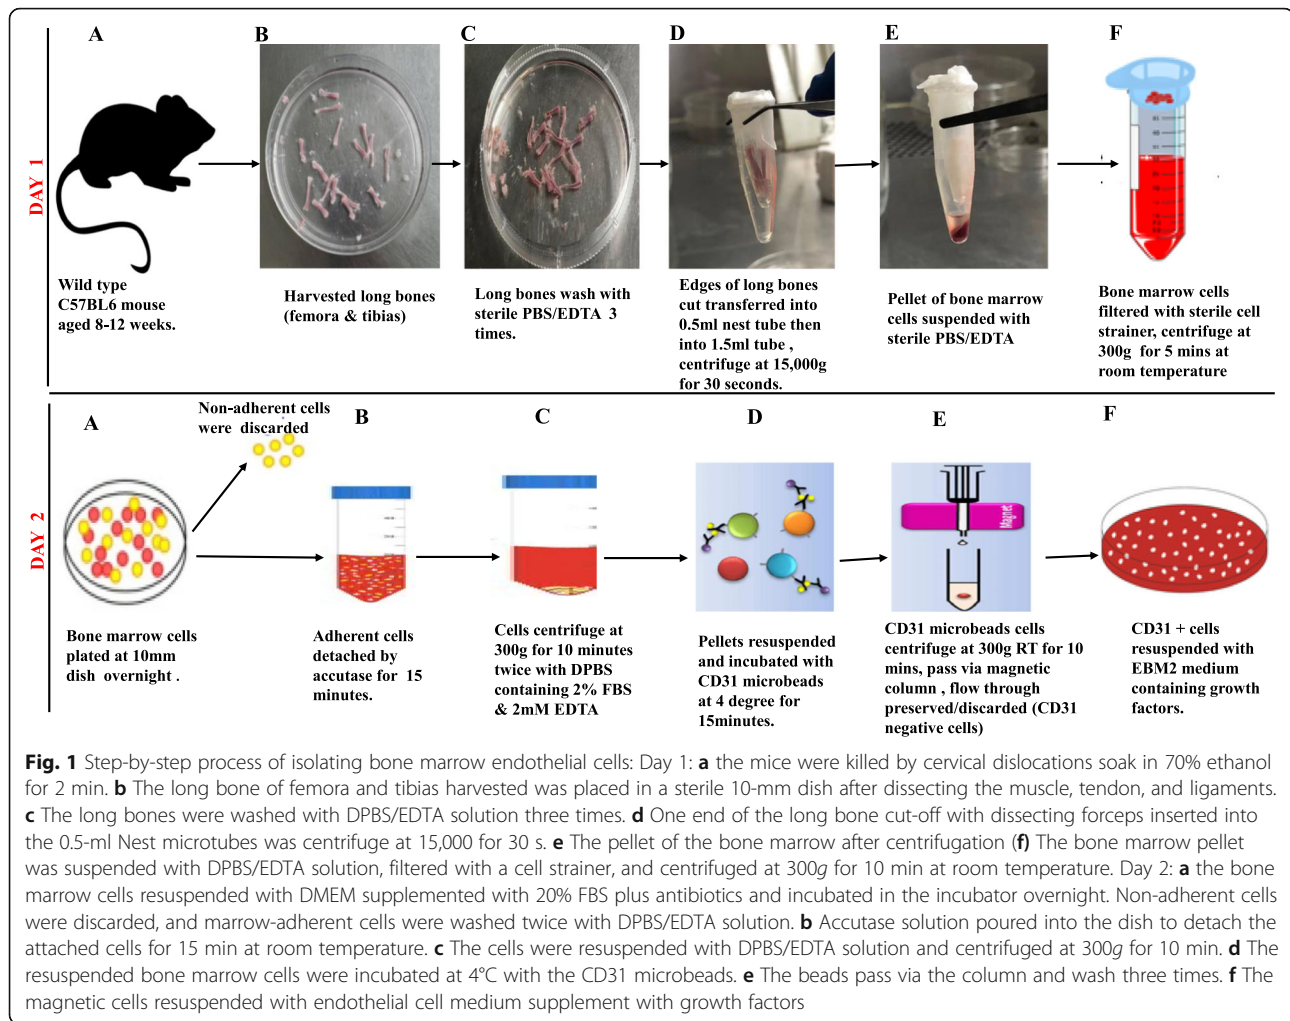 A
B
C
D
E
F
DAY 1
Wild type
C57BL6 mouse
aged 8-12 weeks.
Harvested long bones
(femora & tibias)
Long bones wash with
sterile PBS/EDTA 3
times.
Edges of long bones
cut transferred into
0.5ml nest tube then
into 1.5ml tube ,
centrifuge at 15,000g
for 30 seconds.
Pellet of bone marrow
cells suspended with
sterile PBS/EDTA
Bone marrow cells
filtered with sterile cell
strainer, centrifuge at
300g for 5 mins at
room temperature
DAY 2
A
Non-adherent cells
were discarded
B
C
D
E
F
Magnet
Bone marrow cells
plated at 10mm
dish overnight .
Adherent cells
detached by
accutase for 15
minutes.
Cells centrifuge at
300g for 10 minutes
twice with DPBS
containing 2% FBS
& 2mM EDTA
Pellets resuspended
and incubated with
CD31 microbeads
at 4 degree for
15minutes.
CD31 microbeads cells
centrifuge at 300g RT for 10
mins, pass via magnetic
column , flow through
preserved/discarded (CD31
negative cells)
CD31 + cells
resuspended with
EBM2 medium
containing growth
factors.
Fig. 1 Step-by-step process of isolating bone marrow endothelial cells: Day 1: a the mice were killed by cervical dislocations soak in 70% ethanol
for 2 min. b The long bone of femora and tibias harvested was placed in a sterile 10-mm dish after dissecting the muscle, tendon, and ligaments.
c The long bones were washed with DPBS/EDTA solution three times. d One end of the long bone cut-off with dissecting forceps inserted into
the 0.5-ml Nest microtubes was centrifuge at 15,000 for 30 s. e The pellet of the bone marrow after centrifugation (f) The bone marrow pellet
was suspended with DPBS/EDTA solution, filtered with a cell strainer, and centrifuged at 300g for 10 min at room temperature. Day 2: a the bone
marrow cells resuspended with DMEM supplemented with 20% FBS plus antibiotics and incubated in the incubator overnight. Non-adherent cells
were discarded, and marrow-adherent cells were washed twice with DPBS/EDTA solution. b Accutase solution poured into the dish to detach the
attached cells for 15 min at room temperature. c The cells were resuspended with DPBS/EDTA solution and centrifuged at 300g for 10 min. d The
resuspended bone marrow cells were incubated at 4°C with the CD31 microbeads. e The beads pass via the column and wash three times. f The
magnetic cells resuspended with endothelial cell medium supplement with growth factors